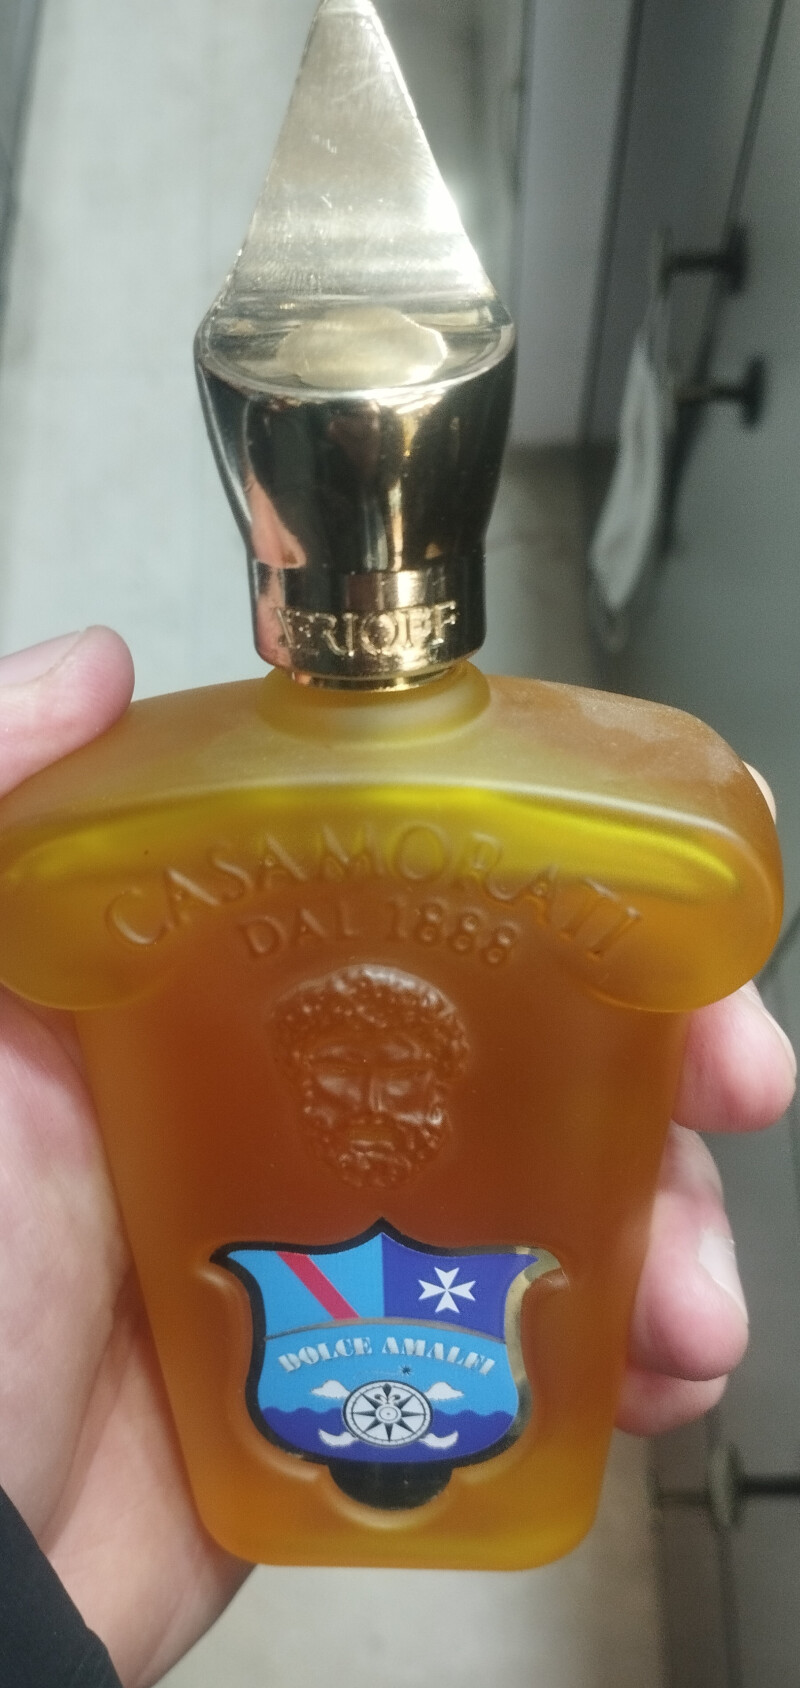 XERJOFF
CASAMORATI
DAL 1888
DOLCE AMALFI